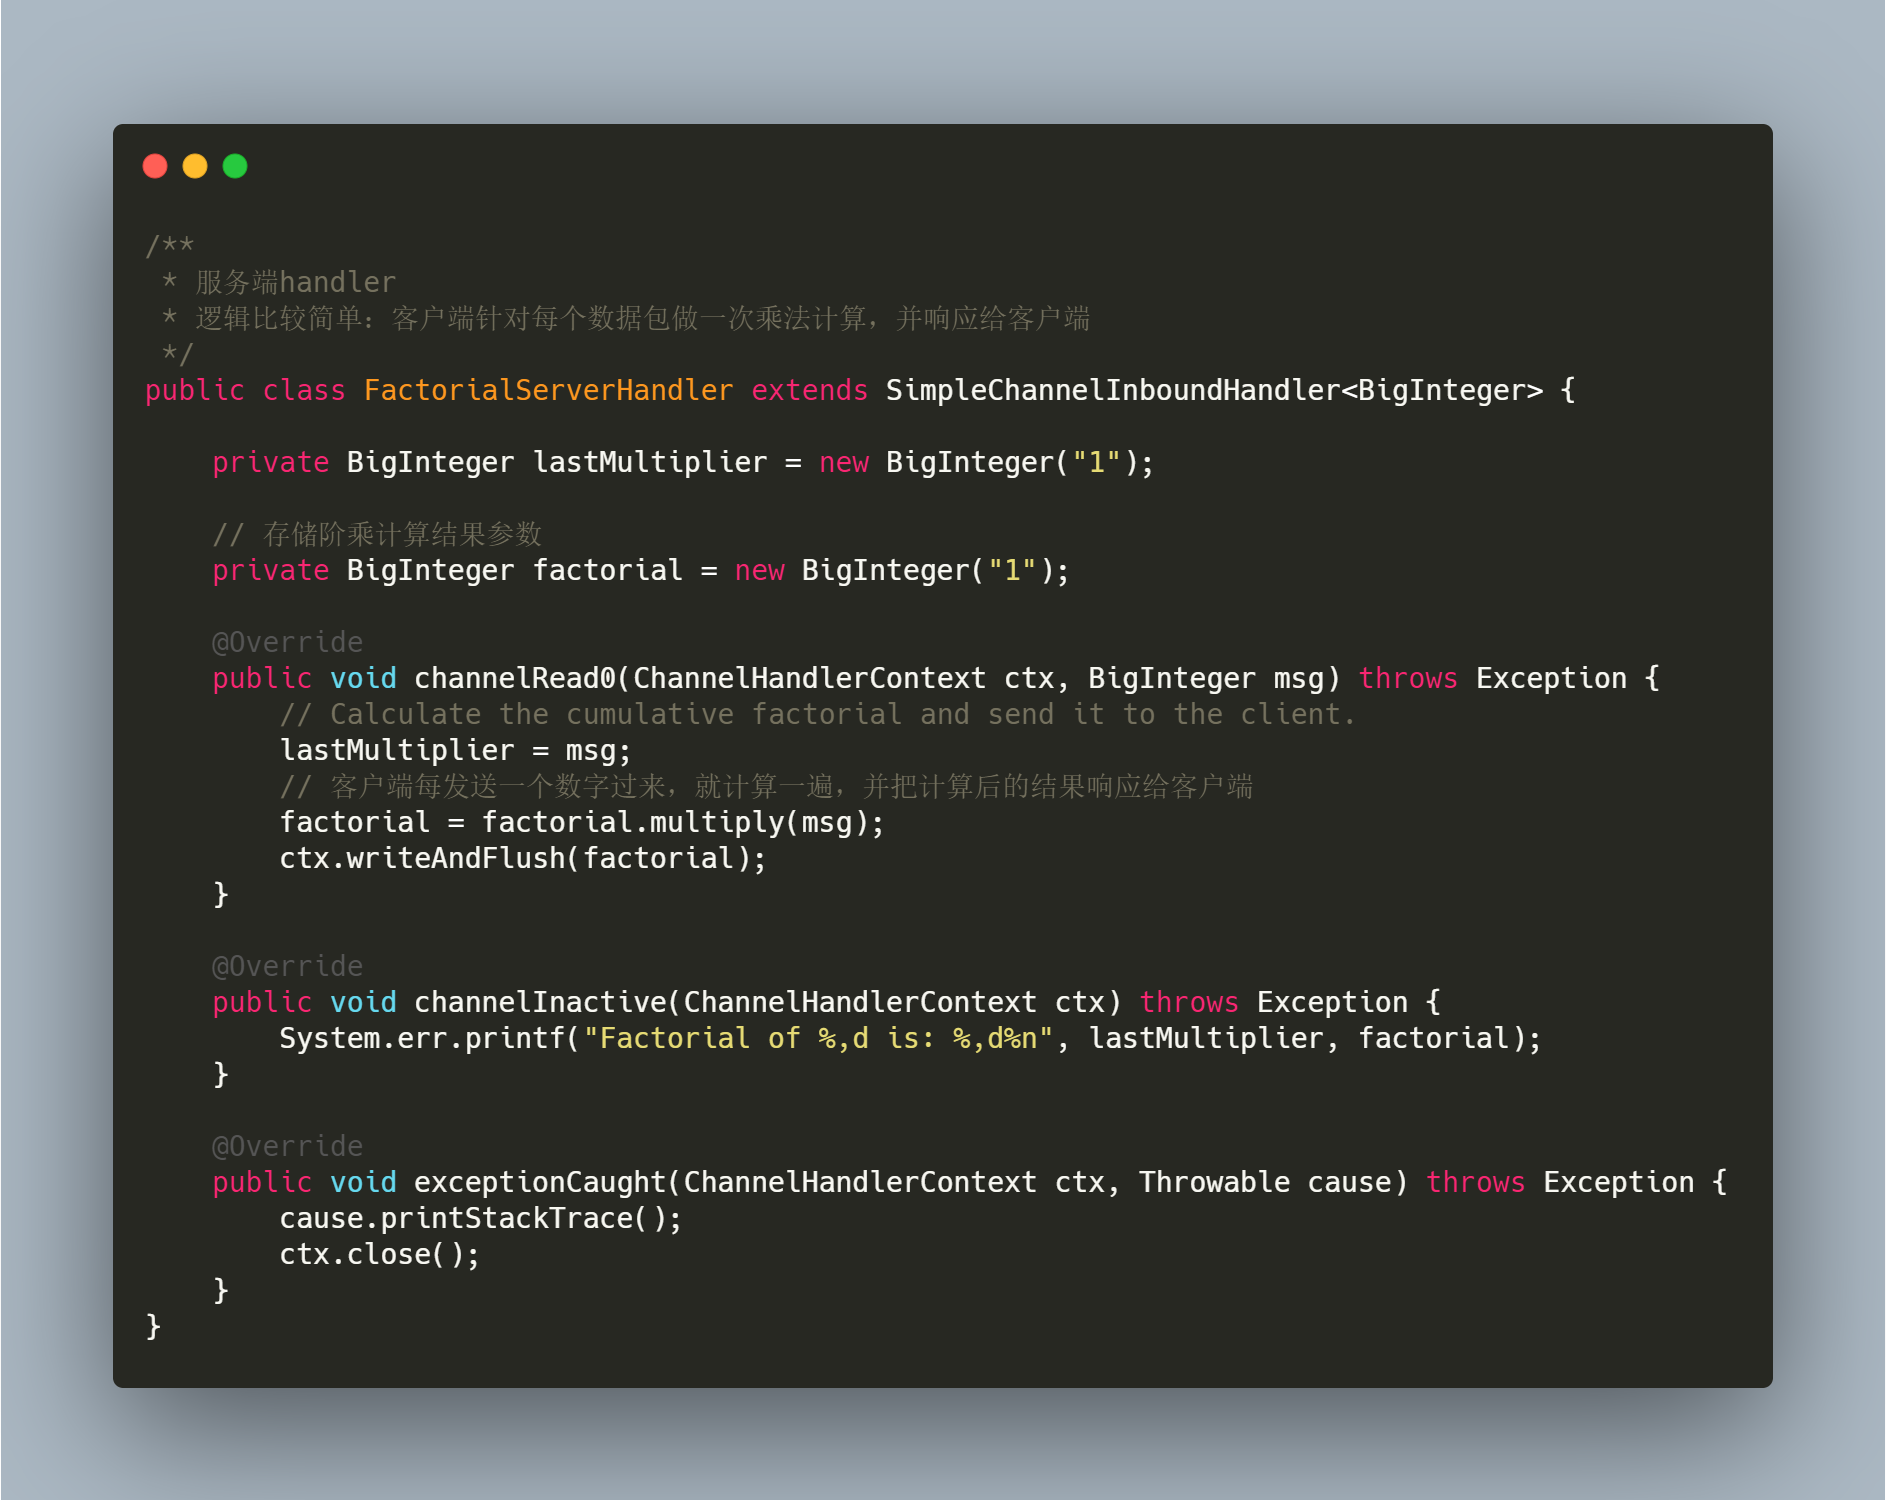 /**
 * 服务端handler
 * 逻辑比较简单：客户端针对每个数据包做一次乘法计算，并响应给客户端
 */
public class FactorialServerHandler extends SimpleChannelInboundHandler<BigInteger> {
    private BigInteger lastMultiplier = new BigInteger("1");
    // 存储阶乘计算结果参数
    private BigInteger factorial = new BigInteger("1");
    @Override
    public void channelRead0(ChannelHandlerContext ctx, BigInteger msg) throws Exception {
        // Calculate the cumulative factorial and send it to the client.
        lastMultiplier = msg;
        // 客户端每发送一个数字过来，就计算一遍，并把计算后的结果响应给客户端
        factorial = factorial.multiply(msg);
        ctx.writeAndFlush(factorial);
    }
    @Override
    public void channelInactive(ChannelHandlerContext ctx) throws Exception {
        System.err.printf("Factorial of %,d is: %,d%n", lastMultiplier, factorial);
    }
    @Override
    public void exceptionCaught(ChannelHandlerContext ctx, Throwable cause) throws Exception {
        cause.printStackTrace();
        ctx.close();
    }
}